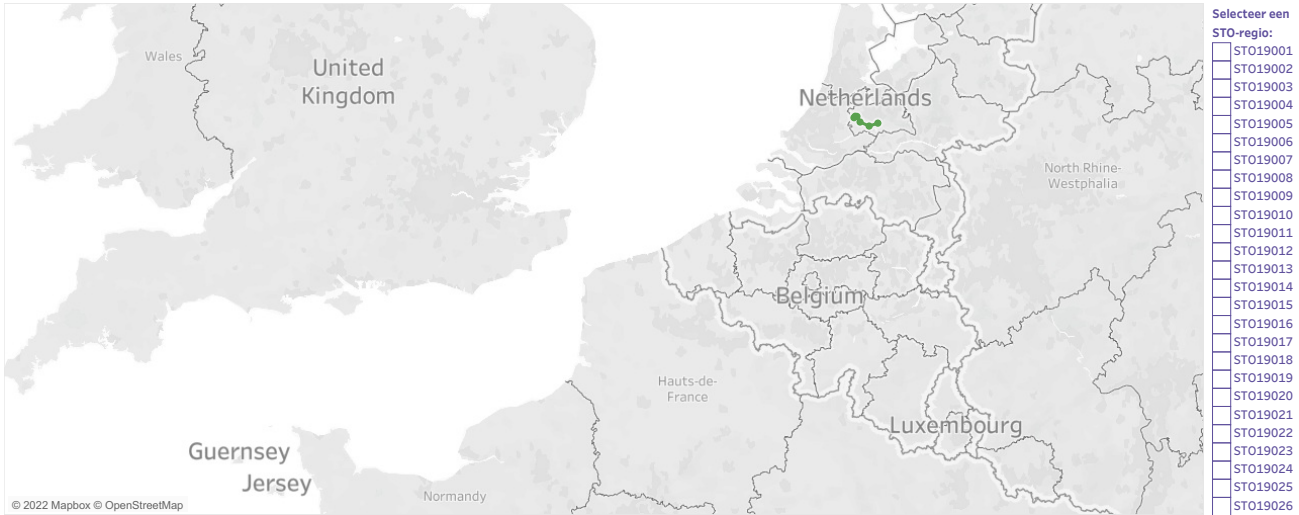 Wales
United
Kingdom
Netherlands
North Rhine-
Westphalia
Belgium
Hauts-de-
France
Luxembourg
Guernsey
Jersey
Normandy
© 2022 Mapbox © OpenStreetMap
Selecteer een
STO-regio:
STO19001
STO19002
STO19003
STO19004
STO19005
STO19006
STO19007
STO19008
STO19009
STO19010
STO19011
STO19012
STO19013
STO19014
STO19015
STO19016
STO19017
STO19018
STO19019
STO19020
STO19021
STO19022
STO19023
STO19024
STO19025
STO19026